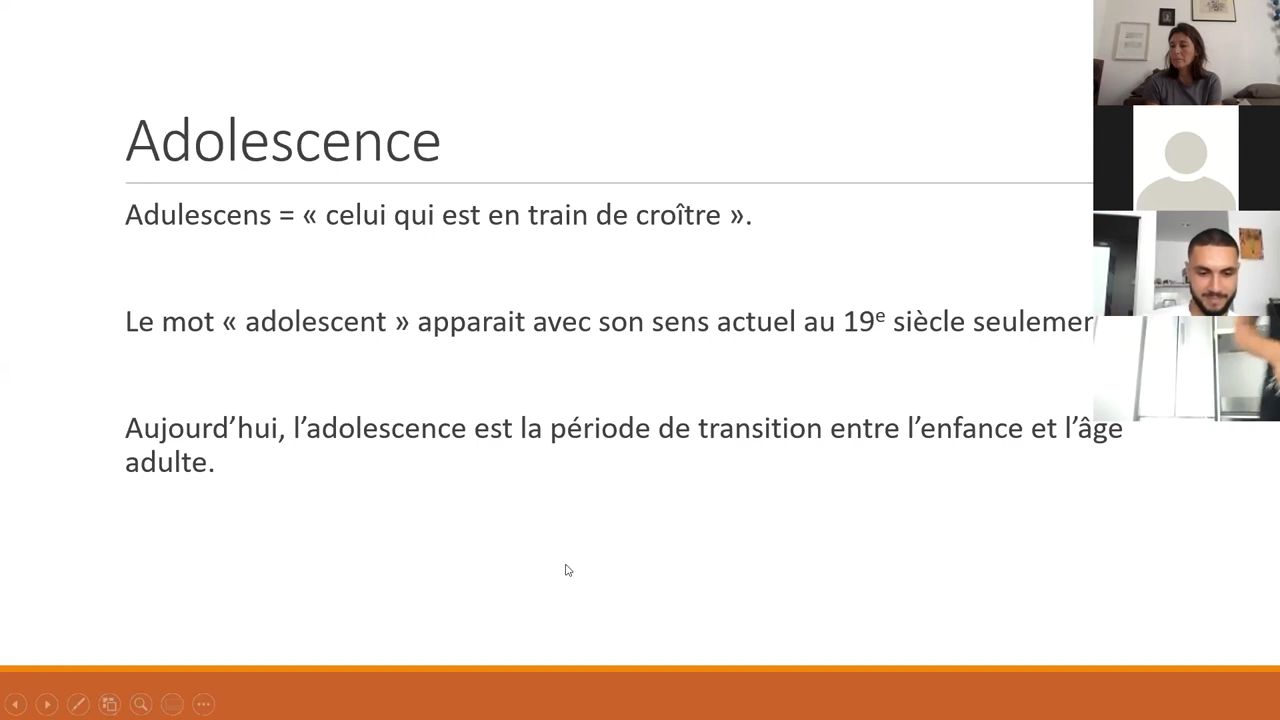 Adolescence
Adulescens = « celui qui est en train de croître ».
Le mot « adolescent » apparait avec son sens actuel au 19e siècle
Aujourd’hui, l’adolescence est la période de transition entre l’enfance et l’âge
adulte.